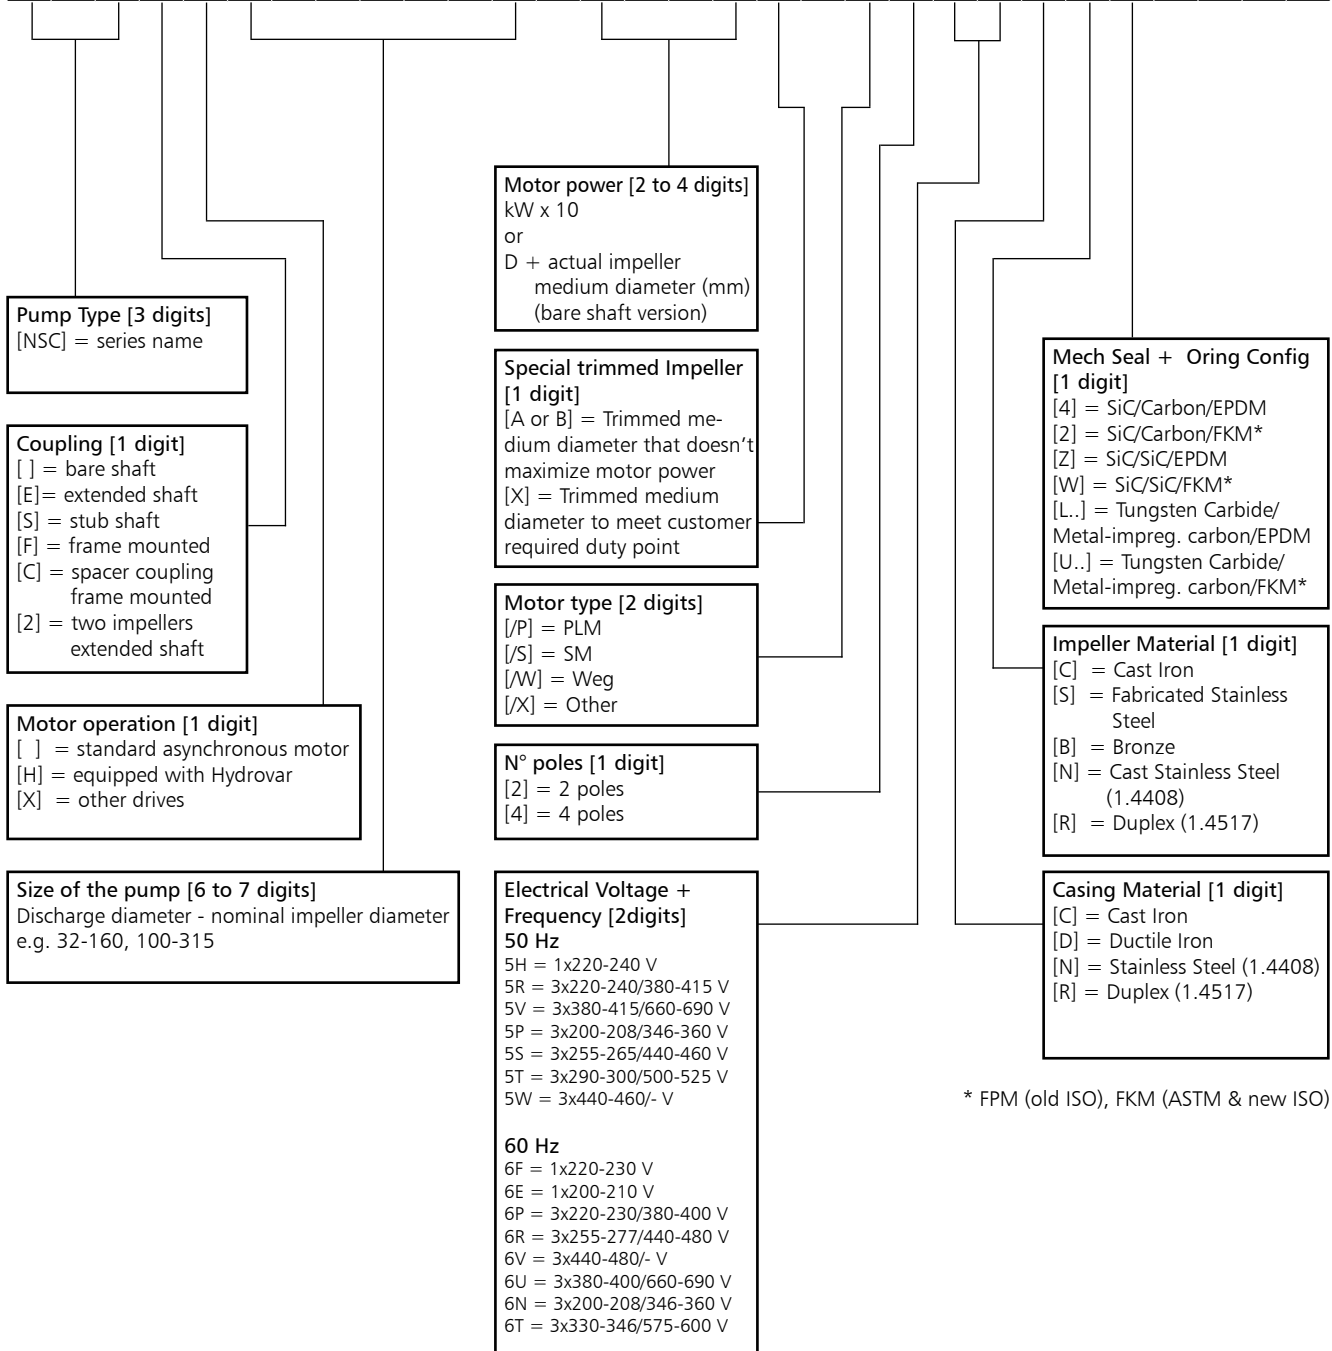 Pump Type [3 digits]
[NSC] = series name
Coupling [1 digit]
[ ] = bare shaft
[E]= extended shaft
[S] = stub shaft
[F] = frame mounted
[C] = spacer coupling
frame mounted
[2] = two impellers
extended shaft
Motor operation [1 digit]
[ ] = standard asynchronous motor
[H] = equipped with Hydrovar
[X] = other drives
Size of the pump [6 to 7 digits]
Discharge diameter - nominal impeller diameter
e.g. 32-160, 100-315
Motor power [2 to 4 digits]
kW x 10
or
D + actual impeller
medium diameter (mm)
(bare shaft version)
Special trimmed Impeller
[1 digit]
[A or B] = Trimmed me-
dium diameter that doesn't
maximize motor power
[X] = Trimmed medium
diameter to meet customer
required duty point
Motor type [2 digits]
[/P] = PLM
[/S] = SM
[/W] = Weg
[/X] = Other
N° poles [1 digit]
[2] = 2 poles
[4] = 4 poles
Electrical Voltage +
Frequency [2digits]
50 Hz
5H = 1x220-240 V
5R = 3x220-240/380-415 V
5V = 3x380-415/660-690 V
5P = 3x200-208/346-360 V
5S = 3x255-265/440-460 V
5T = 3x290-300/500-525 V
5W = 3x440-460/- V
60 Hz
6F = 1x220-230 V
6E = 1x200-210 V
6P = 3x220-230/380-400 V
6R = 3x255-277/440-480 V
6V = 3x440-480/- V
6U = 3x380-400/660-690 V
6N = 3x200-208/346-360 V
6T = 3x330-346/575-600 V
Mech Seal + Oring Config
[1 digit]
[4] = SiC/Carbon/EPDM
[2] = SiC/Carbon/FKM*
[Z] = SiC/SiC/EPDM
[W] = SiC/SiC/FKM*
[L..] = Tungsten Carbide/
Metal-impreg. carbon/EPDM
[U..] = Tungsten Carbide/
Metal-impreg. carbon/FKM*
Impeller Material [1 digit]
[C] = Cast Iron
[S] = Fabricated Stainless
Steel
[B] = Bronze
[N] = Cast Stainless Steel
(1.4408)
[R] = Duplex (1.4517)
Casing Material [1 digit]
[C] = Cast Iron
[D] = Ductile Iron
[N] = Stainless Steel (1.4408)
[R] = Duplex (1.4517)
* FPM (old ISO), FKM (ASTM & new ISO)